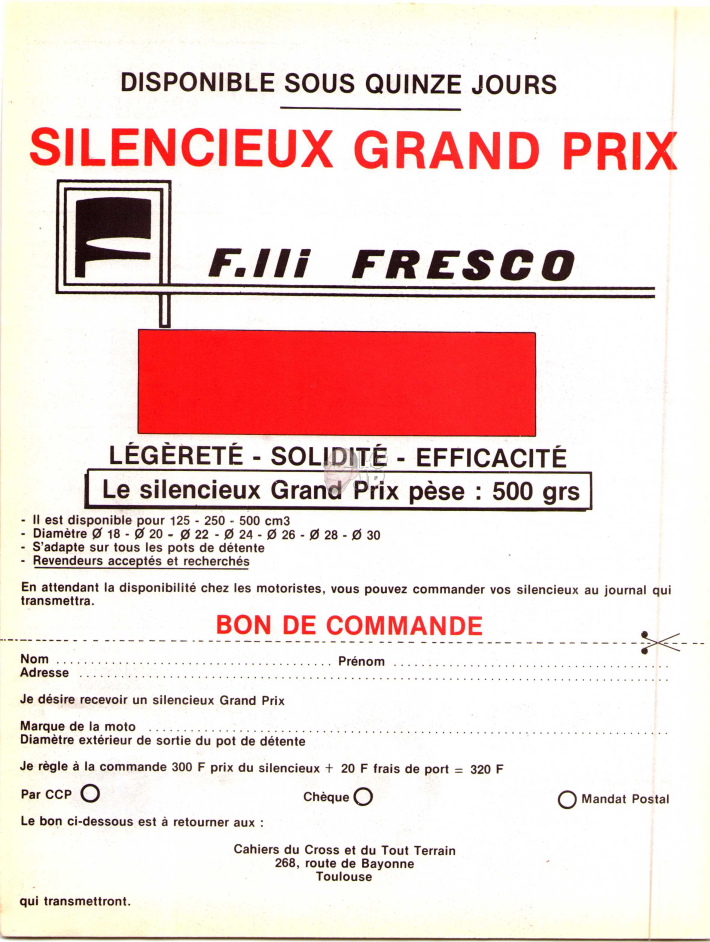 DISPONIBLE SOUS QUINZE JOURS
SILENCIEUX GRAND PRIX
F.lli FRESCO
LÉGÈRETÉ - SOLIDITÉ - EFFICACITÉ
Le silencieux Grand Prix pèse : 500 grs
- Il est disponible pour 125 - 250 - 500 cm3
- Diamètre Ø 18 - Ø 20 - Ø 22 - Ø 24 - Ø 26 - Ø 28 - Ø 30
- S'adapte sur tous les pots de détente
- Revendeurs acceptés et recherchés
En attendant la disponibilité chez les motoristes, vous pouvez commander vos silencieux au journal qui
transmettra.
BON DE COMMANDE
Nom ........................................ Prénom ........................................
Adresse ........................................
Je désire recevoir un silencieux Grand Prix
Marque de la moto ........................................
Diamètre extérieur de sortie du pot de détente
Je règle à la commande 300 F prix du silencieux + 20 F frais de port = 320 F
Par CCP Chèque Mandat Postal
Le bon ci-dessous est à retourner aux :
Cahiers du Cross et du Tout Terrain
268, route de Bayonne
Toulouse
qui transmettront.